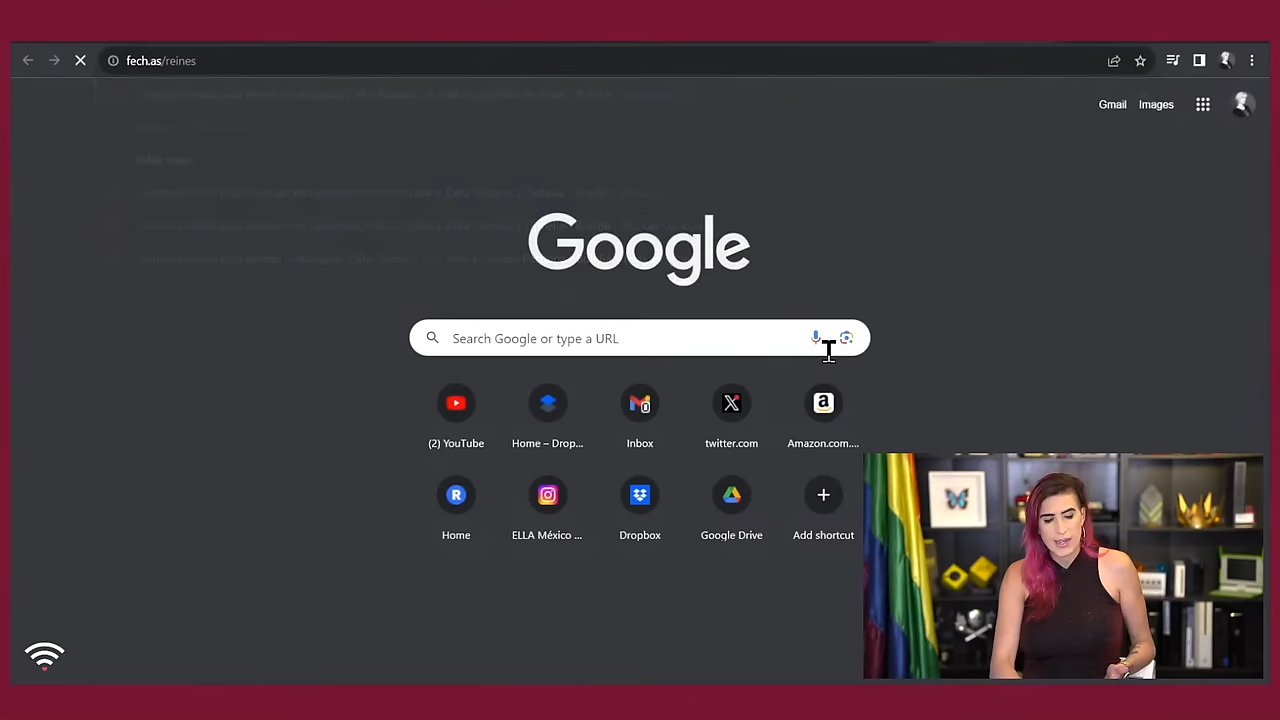 fech.as/reines
Gmail Images
Google
Search Google or type a URL
(2) YouTube
Home – Drop...
Inbox
twitter.com
Amazon.com....
Home
ELLA México ...
Dropbox
Google Drive
Add shortcut